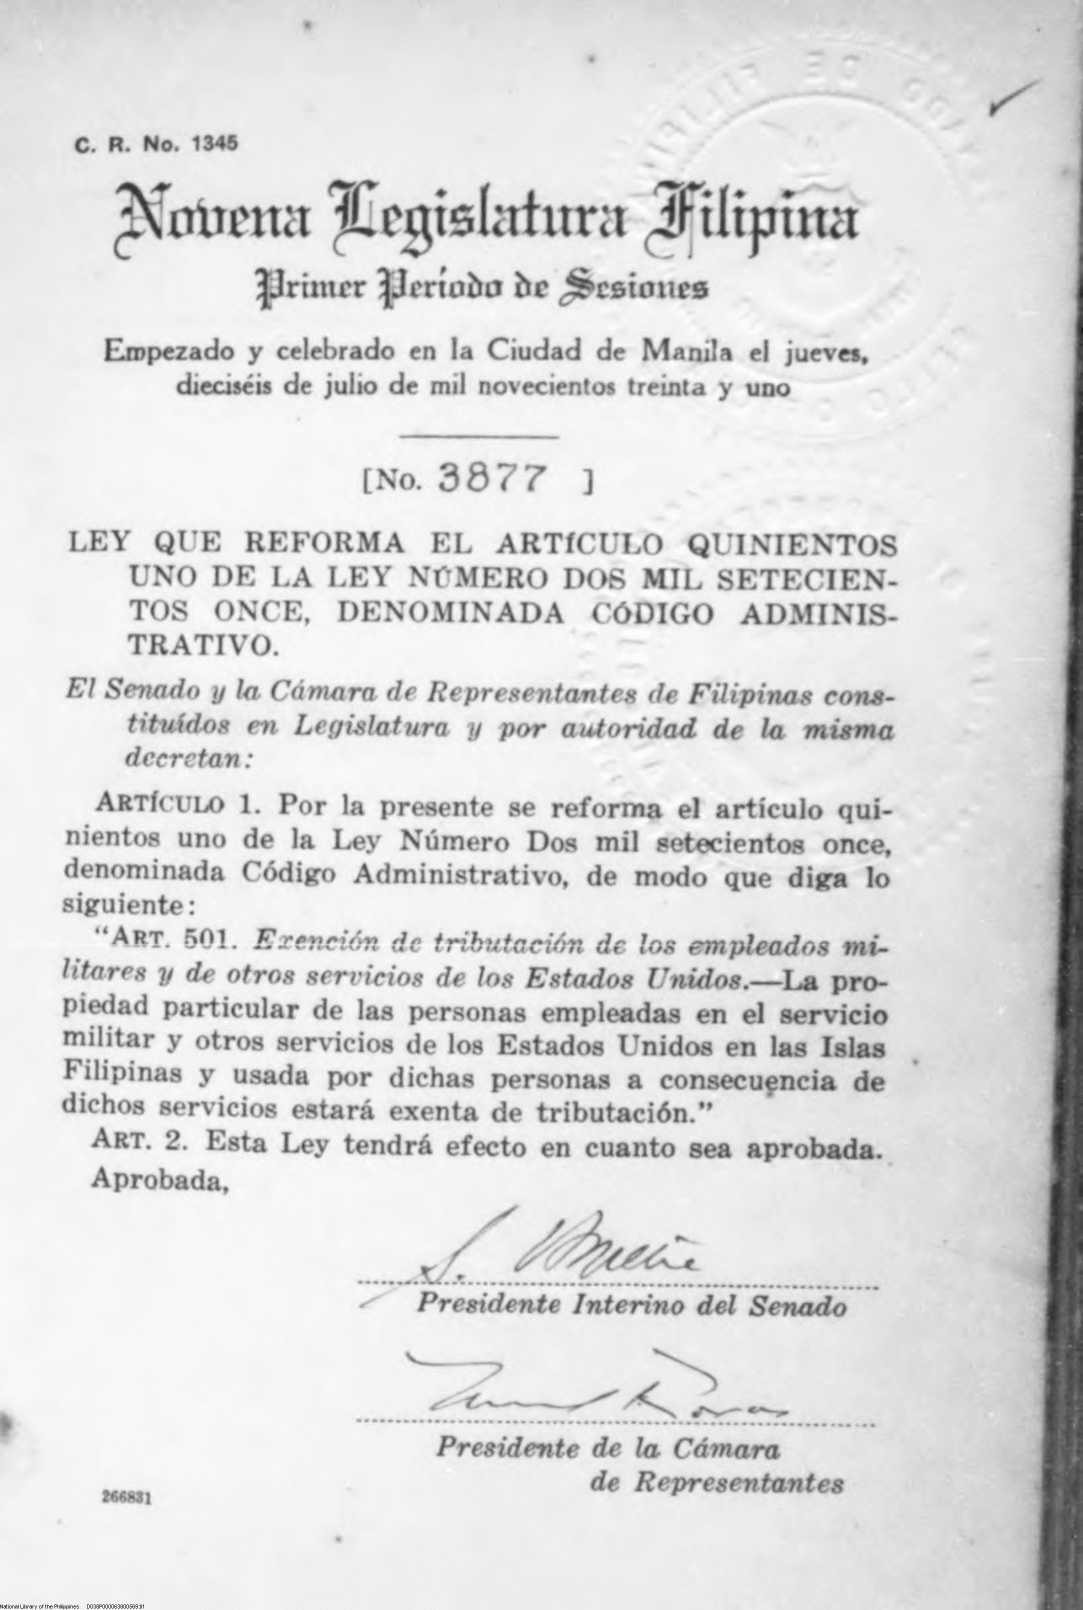 C. R. No. 1345
Novena Legislatura Filipina
Primer Período de Sesiones
Empezado y celebrado en la Ciudad de Manila el jueves,
dieciséis de julio de mil novecientos treinta y uno
[No. 3877 ]
LEY QUE REFORMA EL ARTÍCULO QUINIENTOS
UNO DE LA LEY NÚMERO DOS MIL SETECIEN-
TOS ONCE, DENOMINADA CÓDIGO ADMINIS-
TRATIVO.
El Senado y la Cámara de Representantes de Filipinas cons-
tituídos en Legislatura y por autoridad de la misma
decretan:
ARTÍCULO 1. Por la presente se reforma el artículo qui-
nientos uno de la Ley Número Dos mil setecientos once,
denominada Código Administrativo, de modo que diga lo
siguiente:
"ART. 501. Exención de tributación de los empleados mi-
litares y de otros servicios de los Estados Unidos.—La pro-
piedad particular de las personas empleadas en el servicio
militar y otros servicios de los Estados Unidos en las Islas
Filipinas y usada por dichas personas a consecuencia de
dichos servicios estará exenta de tributación."
ART. 2. Esta Ley tendrá efecto en cuanto sea aprobada.
Aprobada,
Presidente Interino del Senado
Presidente de la Cámara
de Representantes
266831
National Library of the Philippines